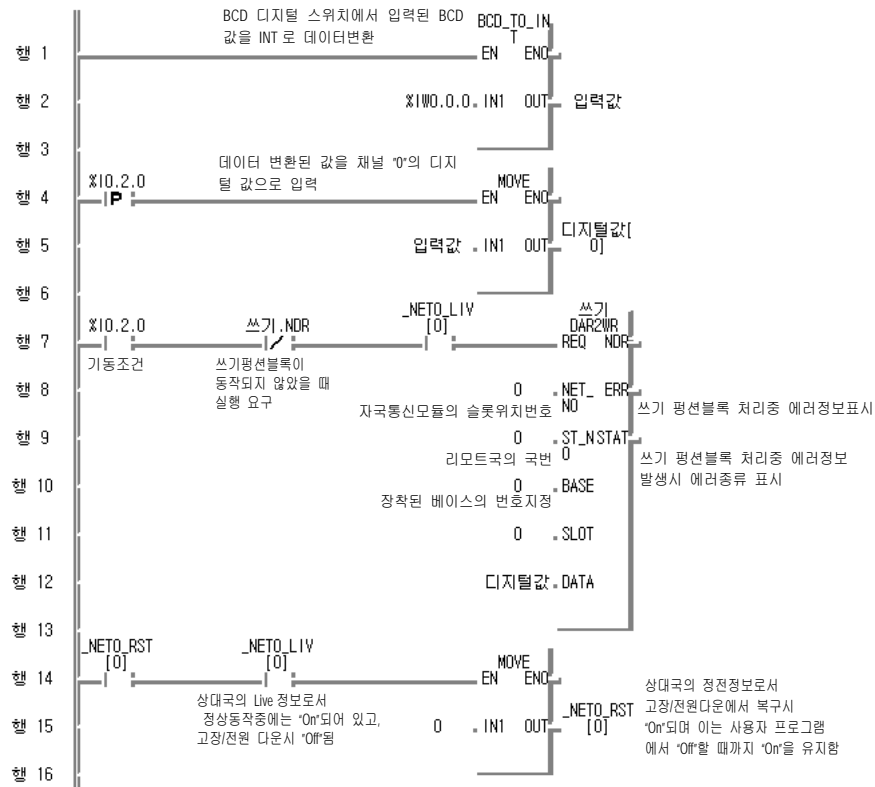 BCD 디지털 스위치에서 입력된 BCD
값을 INT 로 데이터변환
BCD_TO_IN
T
행 1
EN ENO
행 2
%IW0.0.0 IN1 OUT 입력값
행 3
데이터 변환된 값을 채널 "0"의 디지
털 값으로 입력
%I0.2.0
MOVE
행 4
P
EN ENO
디지털값[
0]
행 5
입력값 IN1 OUT
행 6
%I0.2.0
쓰기.NDR
_NET0_LIV
[0]
쓰기
DAR2WR
행 7
REQ NDR
기동조건
쓰기펑션블록이
동작되지 않았을 때
실행 요구
행 8
0 NET_ ERR
NO
자국통신모듈의 슬롯위치번호
쓰기 펑션블록 처리중 에러정보표시
행 9
0 ST_N STAT
O
리모트국의 국번
쓰기 펑션블록 처리중 에러정보
발생시 에러종류 표시
행 10
0 BASE
장착된 베이스의 번호지정
행 11
0 SLOT
행 12
디지털값 DATA
행 13
_NET0_RST
[0]
_NET0_LIV
[0]
MOVE
행 14
EN ENO
상대국의 Live 정보로서
정상동작중에는 "On"되어 있고,
고장/전원 다운시 "Off"됨
행 15
0 IN1 OUT
_NET0_RST
[0]
상대국의 정전정보로서
고장/전원다운에서 복구시
"On"되며 이는 사용자 프로그램
에서 "Off"할 때까지 "On"을 유지함
행 16